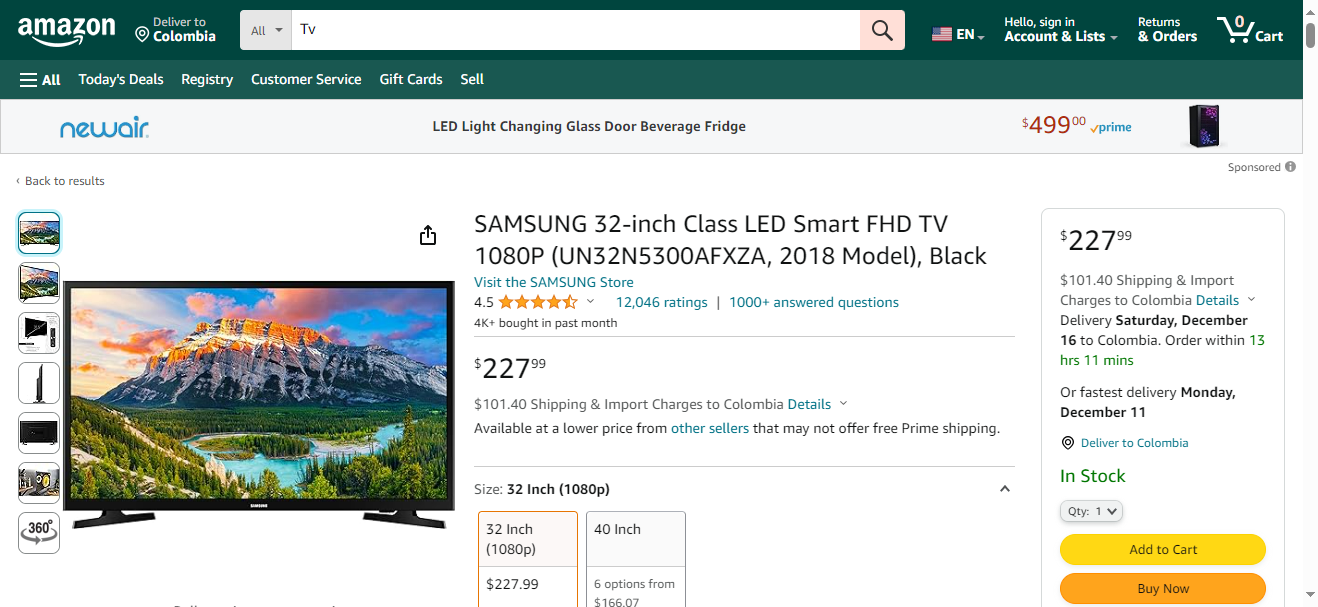 amazon
Deliver to
Colombia
All
Tv
EN
Hello, sign in
Account & Lists
Returns
& Orders
0
Cart
All
Today's Deals
Registry
Customer Service
Gift Cards
Sell
newair
LED Light Changing Glass Door Beverage Fridge
$499 00
prime
Sponsored
‹ Back to results
360°
SAMSUNG
SAMSUNG 32-inch Class LED Smart FHD TV
1080P (UN32N5300AFXZA, 2018 Model), Black
Visit the SAMSUNG Store
4.5
12,046 ratings | 1000+ answered questions
4K+ bought in past month
$227 99
$101.40 Shipping & Import Charges to Colombia Details
Available at a lower price from other sellers that may not offer free Prime shipping.
Size: 32 Inch (1080p)
32 Inch
(1080p)
$227.99
40 Inch
6 options from
$166.07
$227 99
$101.40 Shipping & Import
Charges to Colombia Details
Delivery Saturday, December
16 to Colombia. Order within 13
hrs 11 mins
Or fastest delivery Monday,
December 11
Deliver to Colombia
In Stock
Qty: 1
Add to Cart
Buy Now